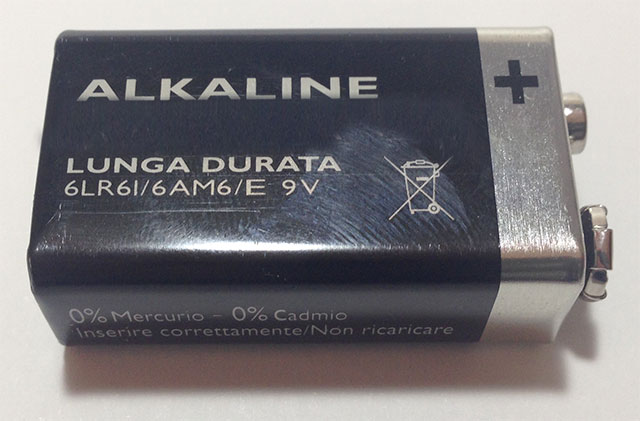 ALKALINE
+
LUNGA DURATA
6LR61/6AM6/E 9V
0% Mercurio - 0% Cadmio
Inserire correttamente/Non ricaricare